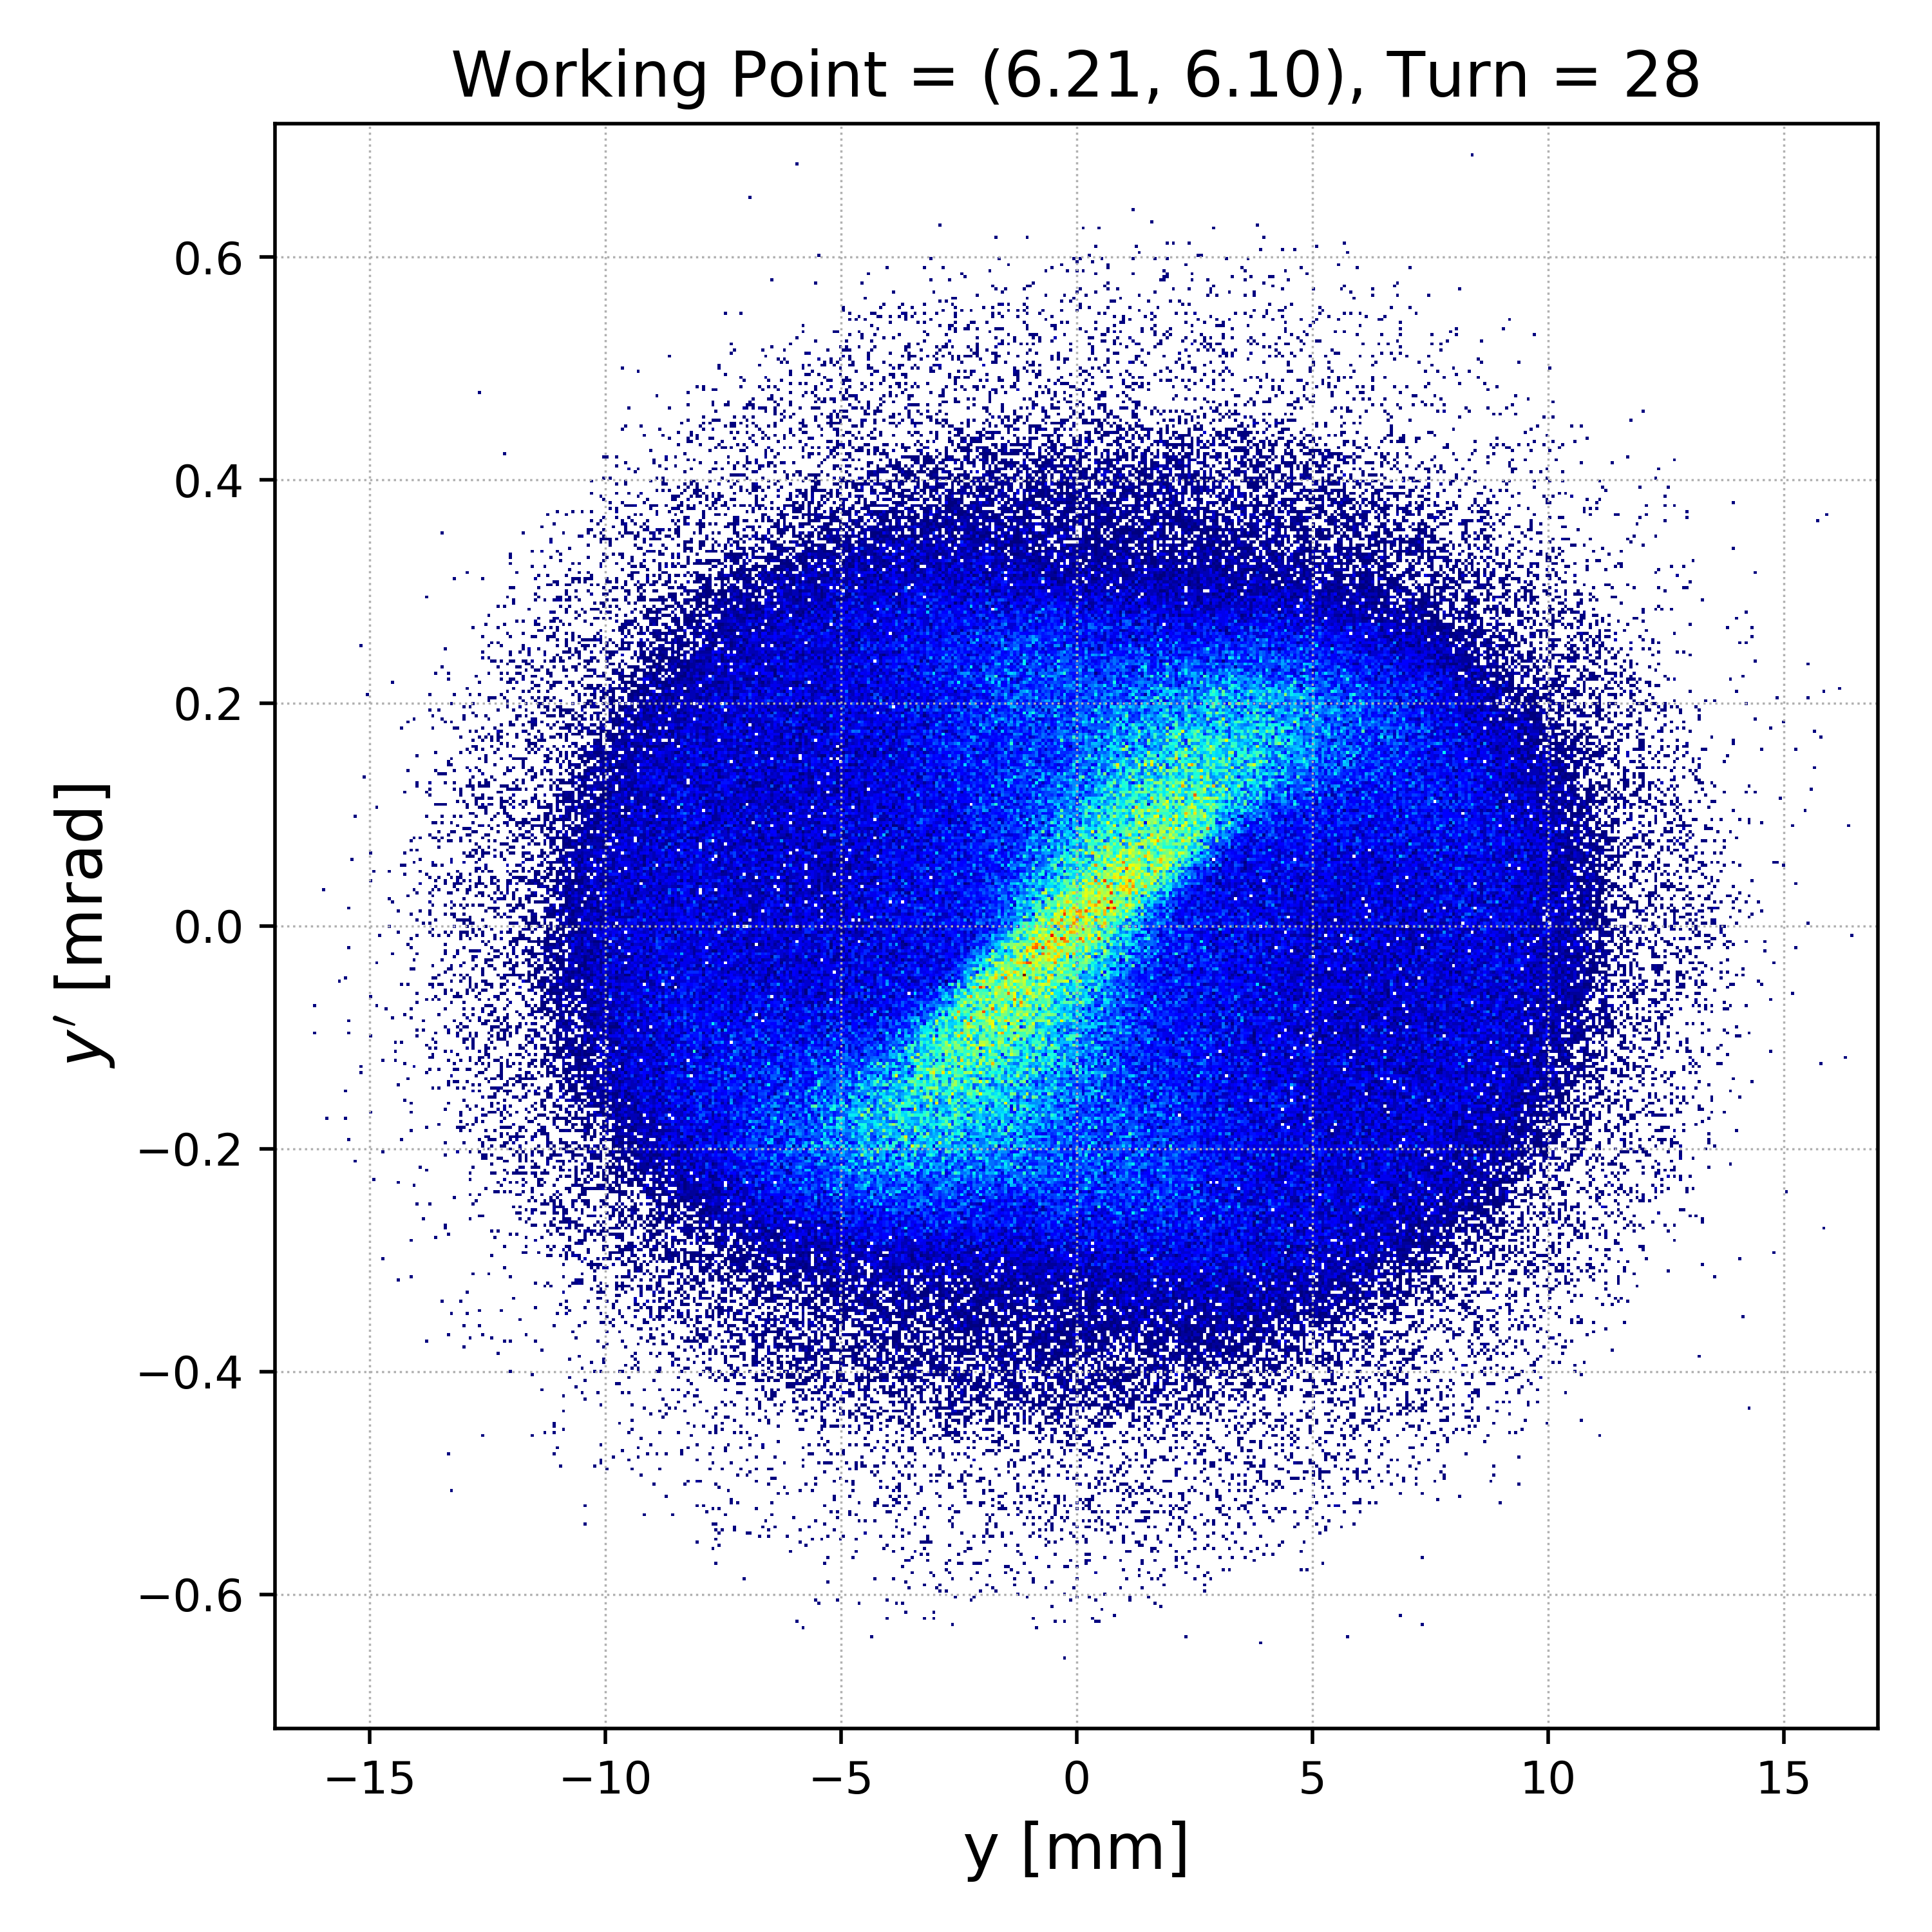 Working Point = (6.21, 6.10), Turn = 28
0.6
0.4
0.2
0.0
−0.2
−0.4
−0.6
y′ [mrad]
−15 −10 −5 0 5 10 15
y [mm]